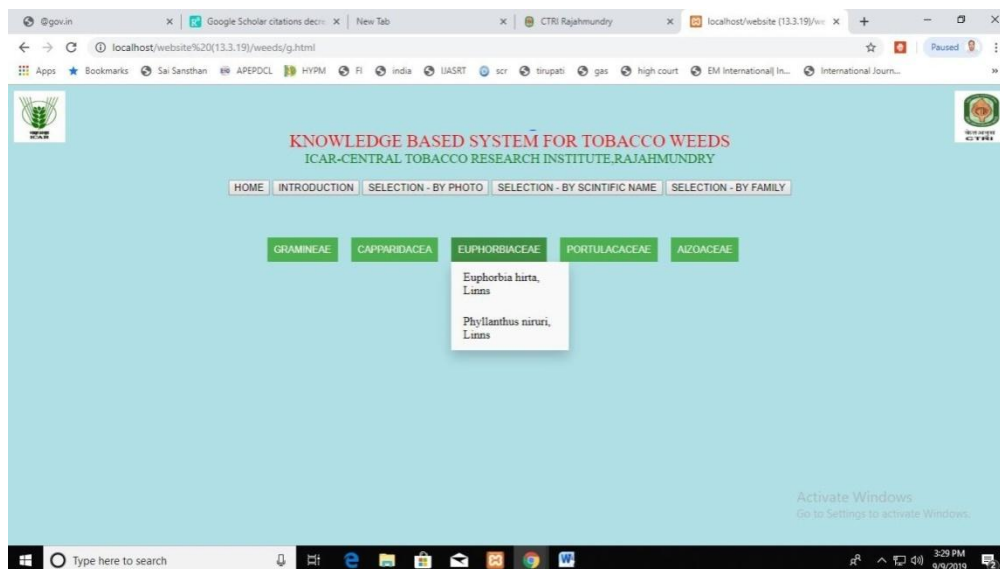 @gov.in
Google Scholar citations decre
New Tab
CTRI Rajahmundry
localhost/website (13.3.19)/we
localhost/website%20(13.3.19)/weeds/g.html
Paused
Apps Bookmarks Sai Sansthan APEPDCL HYPM FI india IJASRT scr tirupati gas high court EM International| In... International Journ... »
ICAR
CTRI
KNOWLEDGE BASED SYSTEM FOR TOBACCO WEEDS
ICAR-CENTRAL TOBACCO RESEARCH INSTITUTE,RAJAHMUNDRY
HOME INTRODUCTION SELECTION - BY PHOTO SELECTION - BY SCINTIFIC NAME SELECTION - BY FAMILY
GRAMINEAE CAPPARIDACEA EUPHORBIACEAE PORTULACACEAE AIZOACEAE
Euphorbia hirta,
Linns
Phyllanthus niruri,
Linns
Activate Windows
Go to Settings to activate Windows.
Type here to search
3:29 PM
9/9/2019